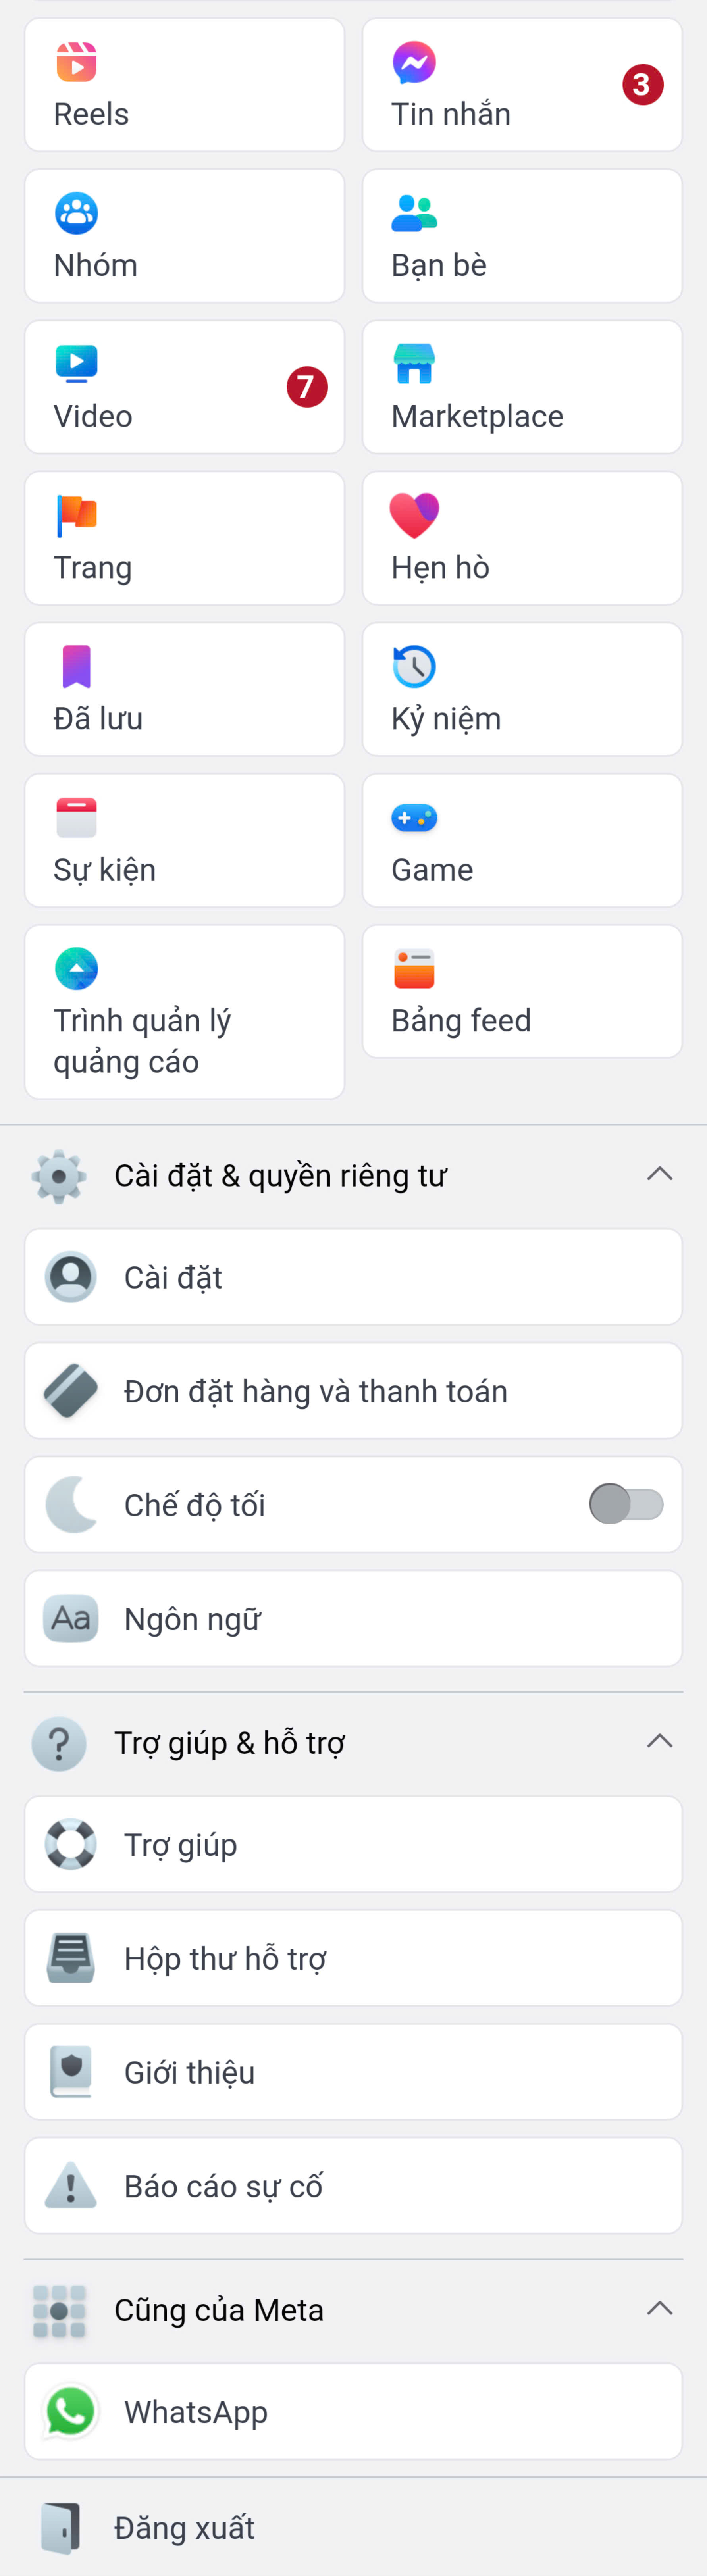 Reels
Tin nhắn
3
Nhóm
Bạn bè
Video
7
Marketplace
Trang
Hẹn hò
Đã lưu
Kỷ niệm
Sự kiện
Game
Trình quản lý
quảng cáo
Bảng feed
Cài đặt & quyền riêng tư
Cài đặt
Đơn đặt hàng và thanh toán
Chế độ tối
Aa
Ngôn ngữ
?
Trợ giúp & hỗ trợ
Trợ giúp
Hộp thư hỗ trợ
Giới thiệu
Báo cáo sự cố
Cũng của Meta
WhatsApp
Đăng xuất